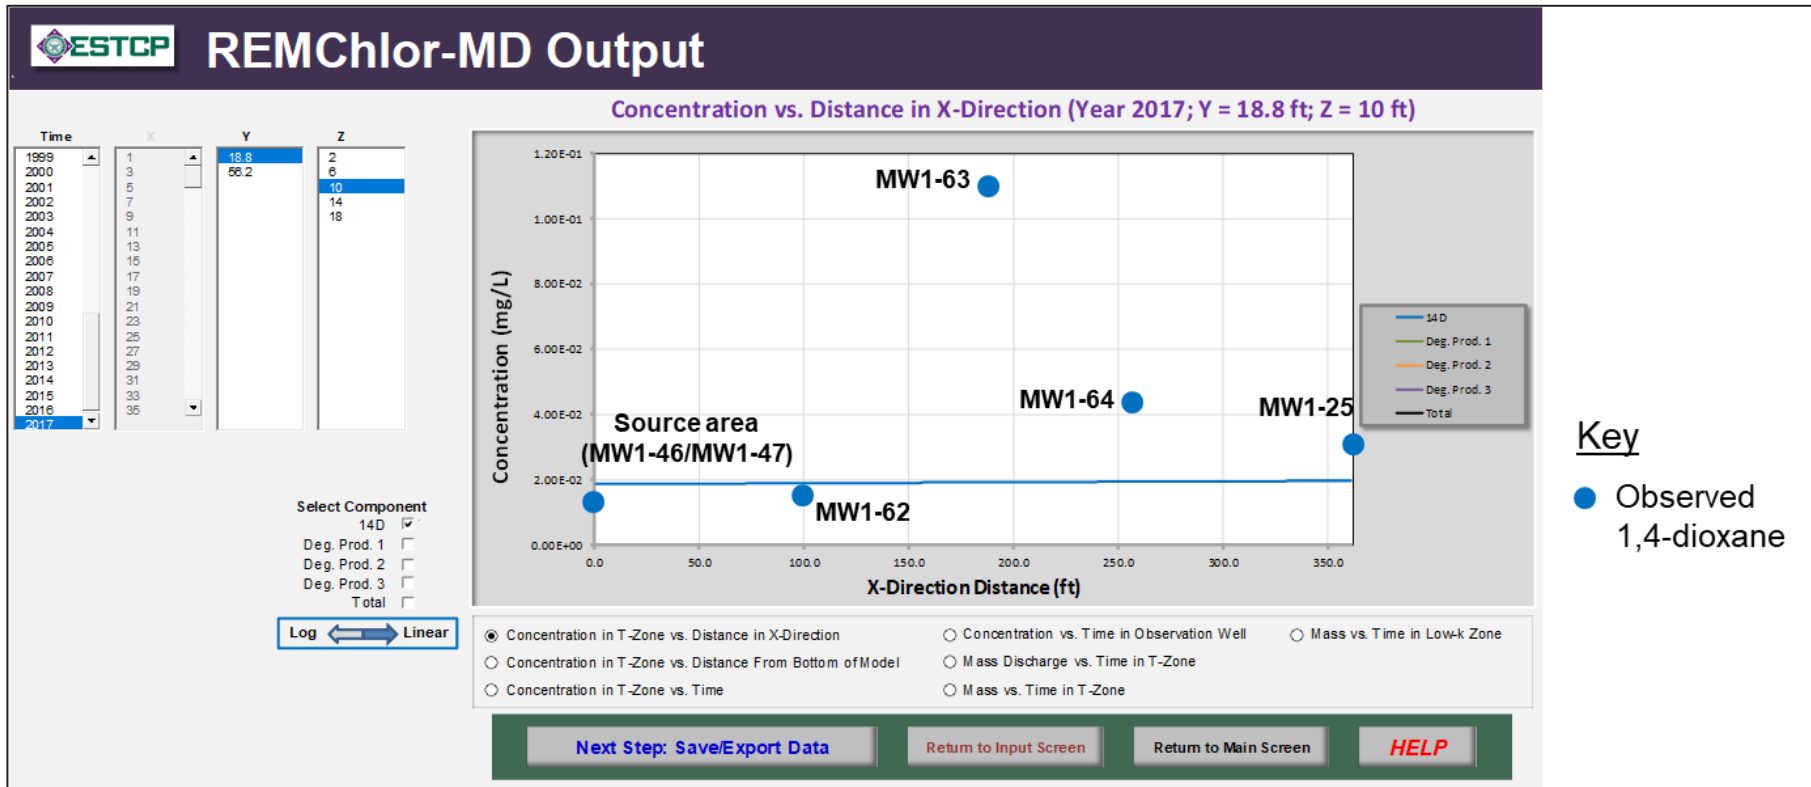 ESTCP
REMChlor-MD Output
Concentration vs. Distance in X-Direction (Year 2017; Y = 18.8 ft; Z = 10 ft)
Time
1999
2000
2001
2002
2003
2004
2005
2006
2007
2008
2009
2010
2011
2012
2013
2014
2015
2016
2017
X
1
3
5
7
9
11
13
15
17
19
21
23
25
27
29
31
33
35
Y
18.8
56.2
Z
2
6
10
14
18
Select Component
14D
Deg. Prod. 1
Deg. Prod. 2
Deg. Prod. 3
Total
Log
Linear
Concentration (mg/L)
1.20E-01
1.00E-01
8.00E-02
6.00E-02
4.00E-02
2.00E-02
0.00E+00
0.0
50.0
100.0
150.0
200.0
250.0
300.0
350.0
X-Direction Distance (ft)
MW1-63
MW1-64
MW1-25
Source area
(MW1-46/MW1-47)
MW1-62
14D
Deg. Prod. 1
Deg. Prod. 2
Deg. Prod. 3
Total
Key
Observed
1,4-dioxane
Concentration in T-Zone vs. Distance in X-Direction
Concentration in T-Zone vs. Distance From Bottom of Model
Concentration in T-Zone vs. Time
Concentration vs. Time in Observation Well
Mass Discharge vs. Time in T-Zone
Mass vs. Time in T-Zone
Mass vs. Time in Low-k Zone
Next Step: Save/Export Data
Return to Input Screen
Return to Main Screen
HELP